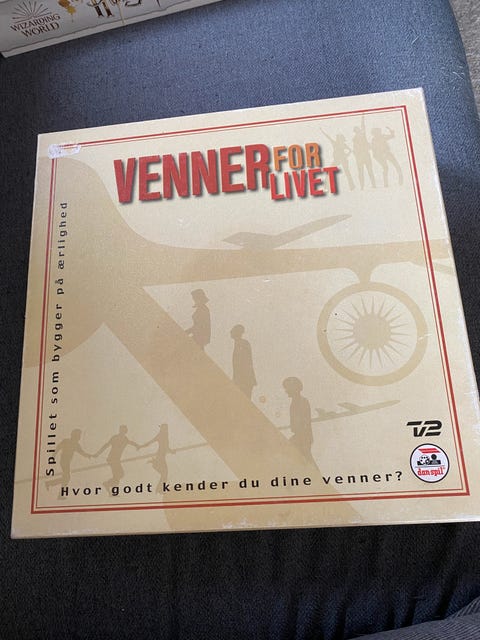 WIZARDING
WORLD
VENNER FOR
LIVET
Spillet som bygger på ærlighed
TV2
dan spil
Hvor godt kender du dine venner?